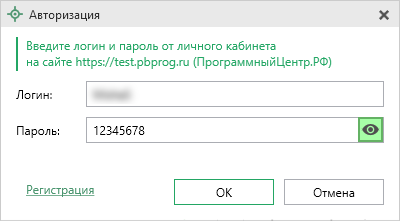 Авторизация
Введите логин и пароль от личного кабинета
на сайте https://test.pbprog.ru (ПрограммныйЦентр.РФ)
Логин:
Пароль: 12345678
Регистрация ОК Отмена